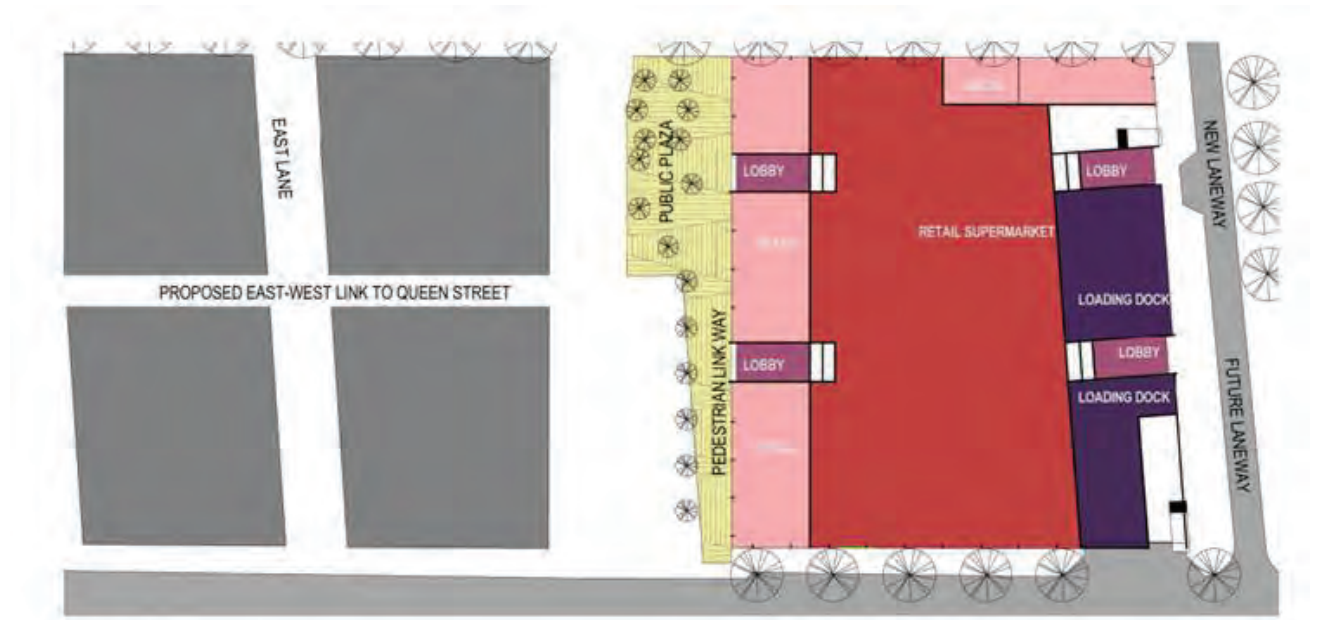 EAST LANE
PUBLIC PLAZA
LOBBY
LOBBY
NEW LANEWAY
RETAIL SUPERMARKET
PROPOSED EAST-WEST LINK TO QUEEN STREET
LOADING DOCK
PEDESTRIAN LINK WAY
LOBBY
LOBBY
LOADING DOCK
FUTURE LANEWAY